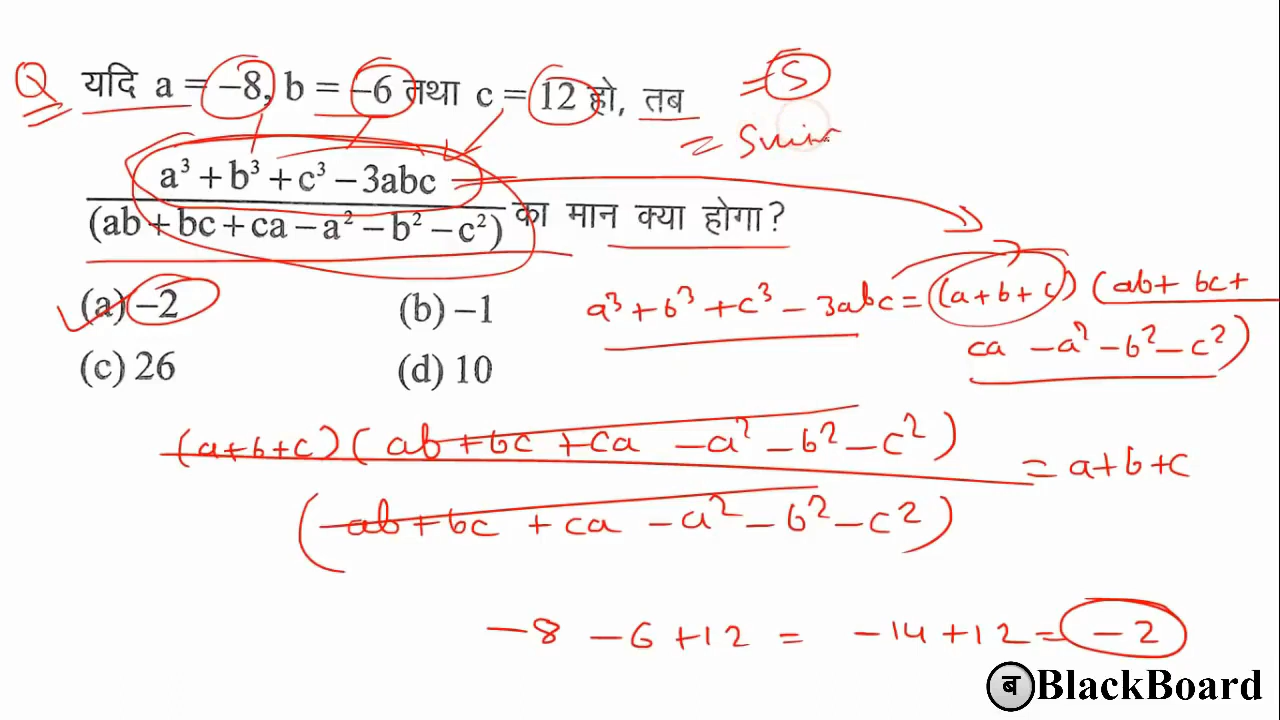 Q यदि a = −8, b = −6 तथा c = 12 हो, तब
= S
a³ + b³ + c³ − 3abc
(ab + bc + ca − a² − b² − c²) का मान क्या होगा?
(a) −2 (b) −1
(c) 26 (d) 10
a³ + b³ + c³ − 3abc = (a+b+c) (ab + bc +
ca − a² − b² − c²)
(a+b+c) (ab + bc + ca − a² − b² − c²)
(ab + bc + ca − a² − b² − c²)
= a+b+c
−8 −6 +12 = −14 +12 = −2
ब BlackBoard